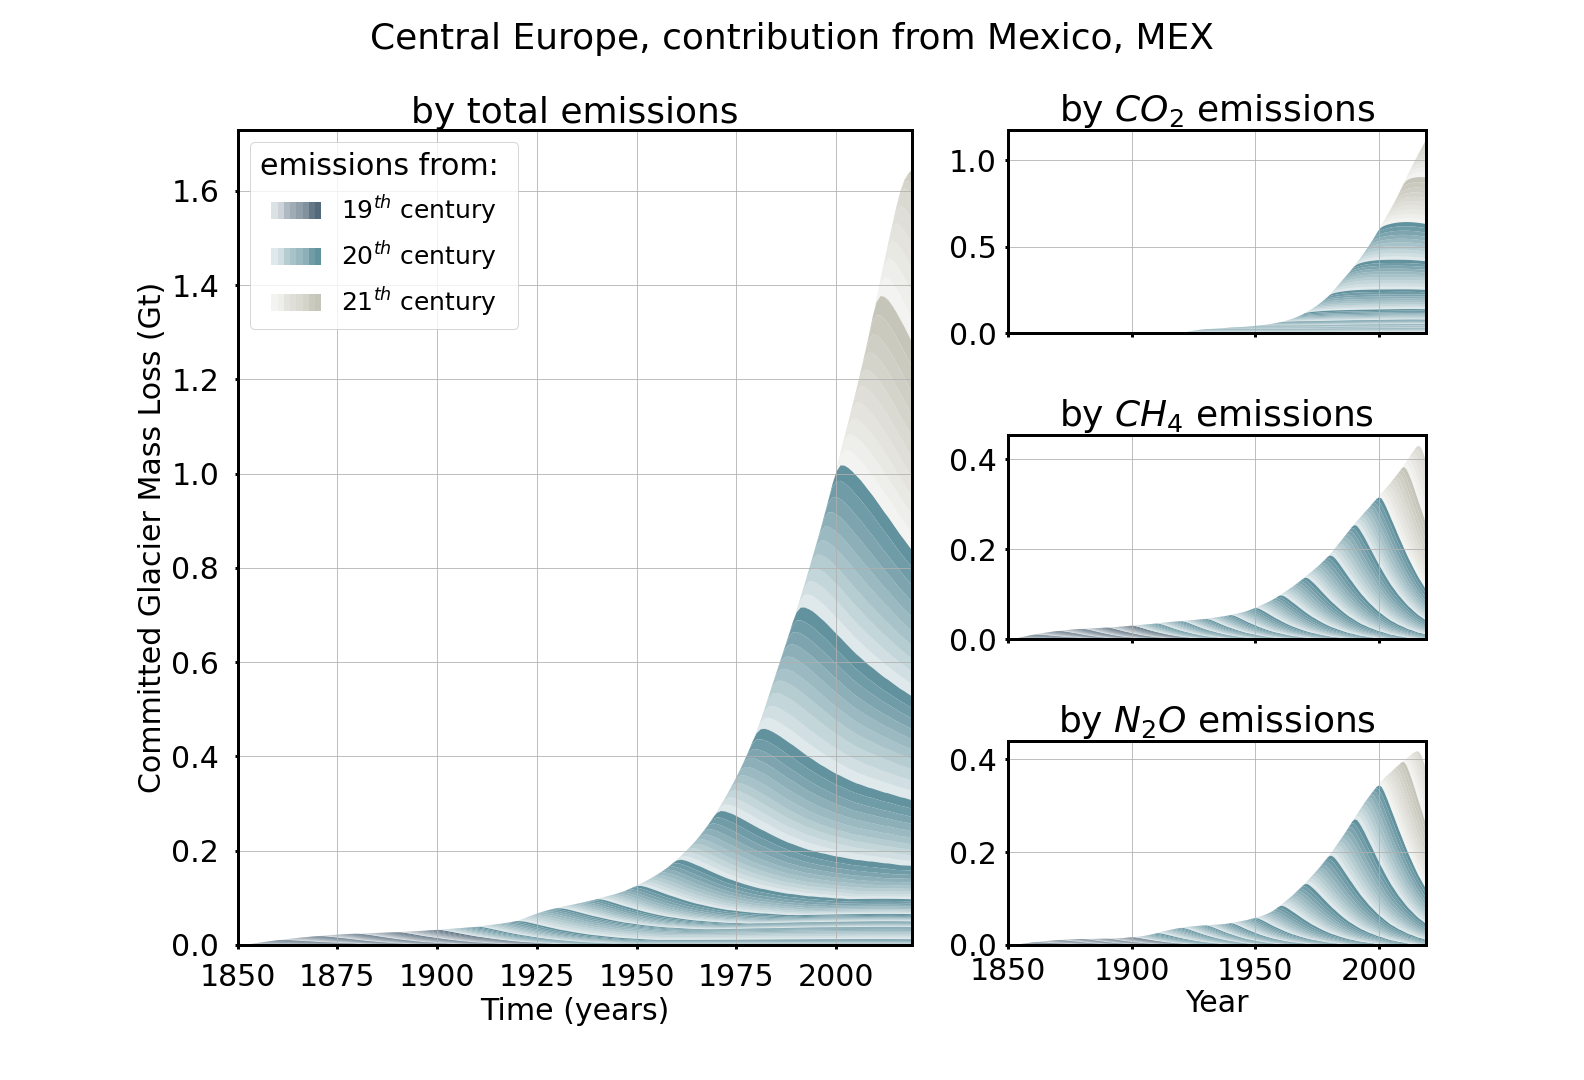 Central Europe, contribution from Mexico, MEX
by total emissions
Committed Glacier Mass Loss (Gt)
1.6
1.4
1.2
1.0
0.8
0.6
0.4
0.2
0.0
emissions from:
19th century
20th century
21th century
1850 1875 1900 1925 1950 1975 2000
Time (years)
by CO2 emissions
1.0
0.5
0.0
by CH4 emissions
0.4
0.2
0.0
by N2O emissions
0.4
0.2
0.0
1850 1900 1950 2000
Year